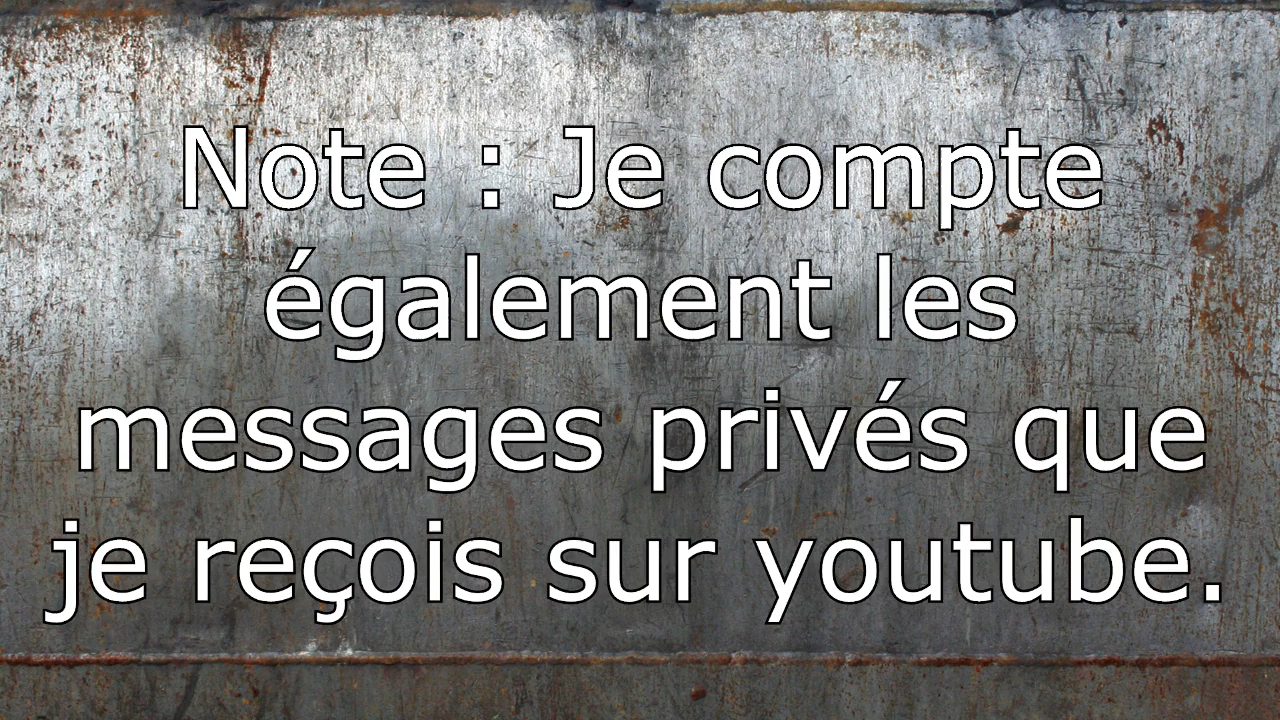 Note : Je compte
également les
messages privés que
je reçois sur youtube.